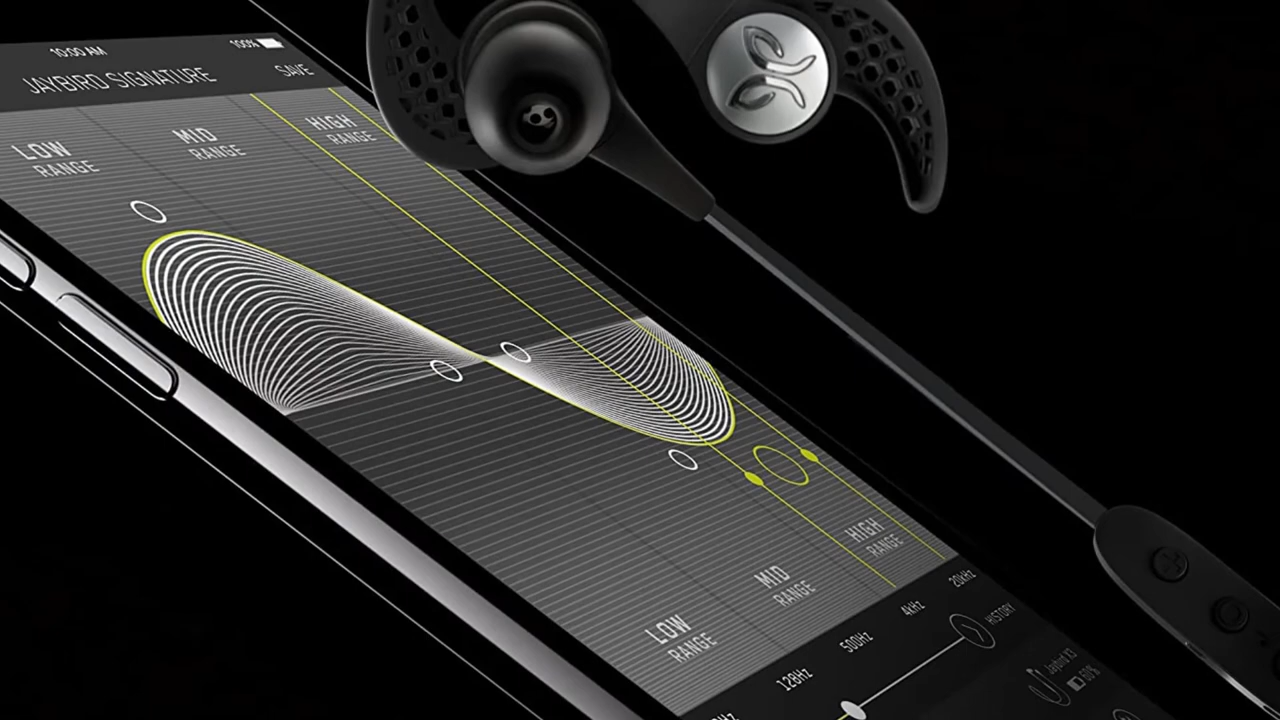 10:00 AM
100%
JAYBIRD SIGNATURE
SAVE
LOW
RANGE
MID
RANGE
HIGH
RANGE
HIGH
RANGE
MID
RANGE
LOW
RANGE
128Hz
500Hz
4kHz
20kHz
HISTORY
Jaybird X3
60%